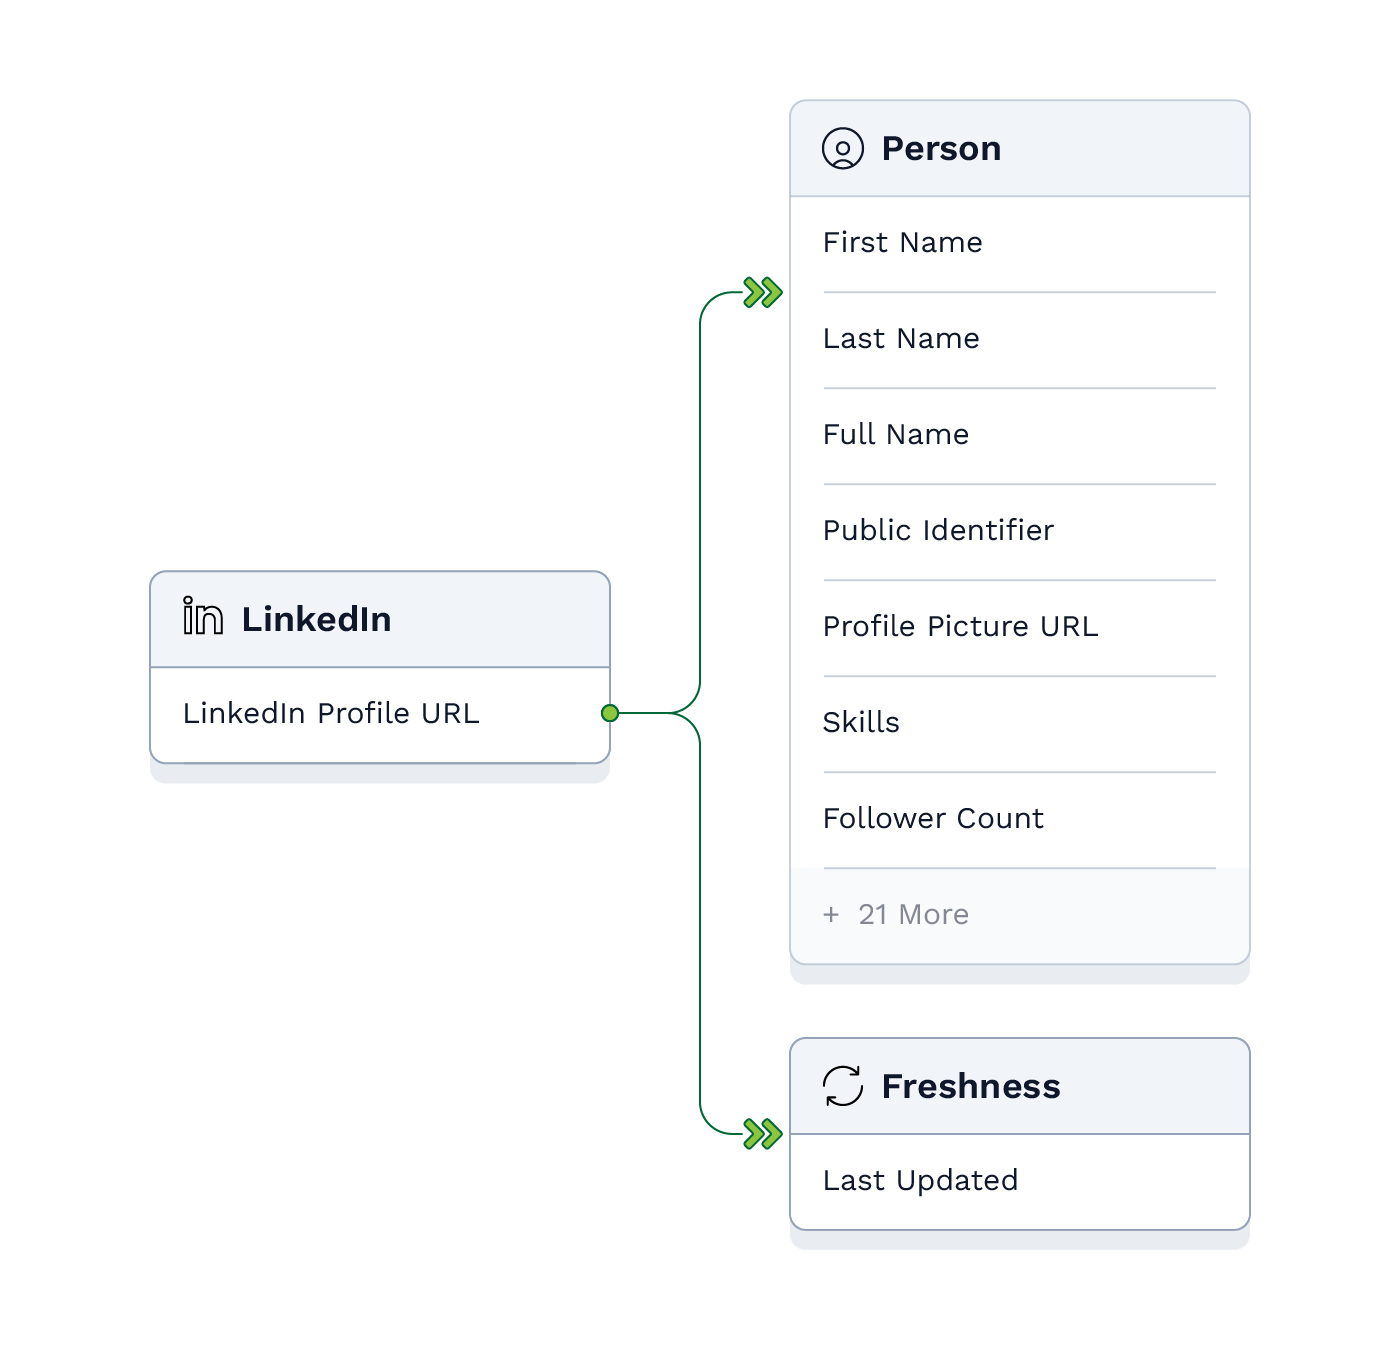 LinkedIn
LinkedIn Profile URL
Person
First Name
Last Name
Full Name
Public Identifier
Profile Picture URL
Skills
Follower Count
+ 21 More
Freshness
Last Updated